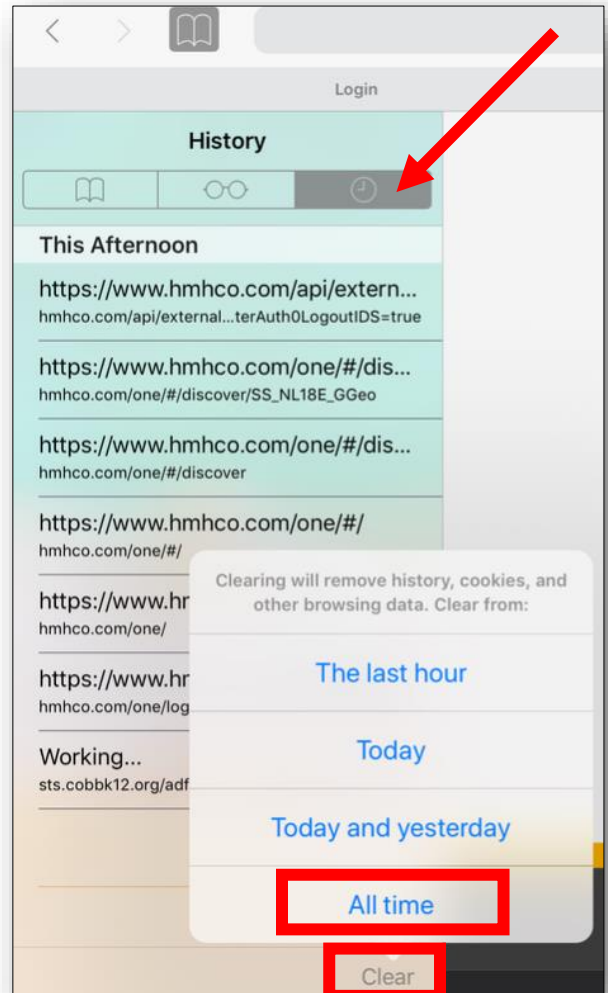 Login
History
This Afternoon
https://www.hmhco.com/api/extern...
hmhco.com/api/external...terAuth0LogoutIDS=true
https://www.hmhco.com/one/#/dis...
hmhco.com/one/#/discover/SS_NL18E_GGeo
https://www.hmhco.com/one/#/dis...
hmhco.com/one/#/discover
https://www.hmhco.com/one/#/
hmhco.com/one/#/
Clearing will remove history, cookies, and
other browsing data. Clear from:
https://www.hr
hmhco.com/one/
The last hour
https://www.hr
hmhco.com/one/log
Today
Working...
sts.cobbk12.org/adf
Today and yesterday
All time
Clear